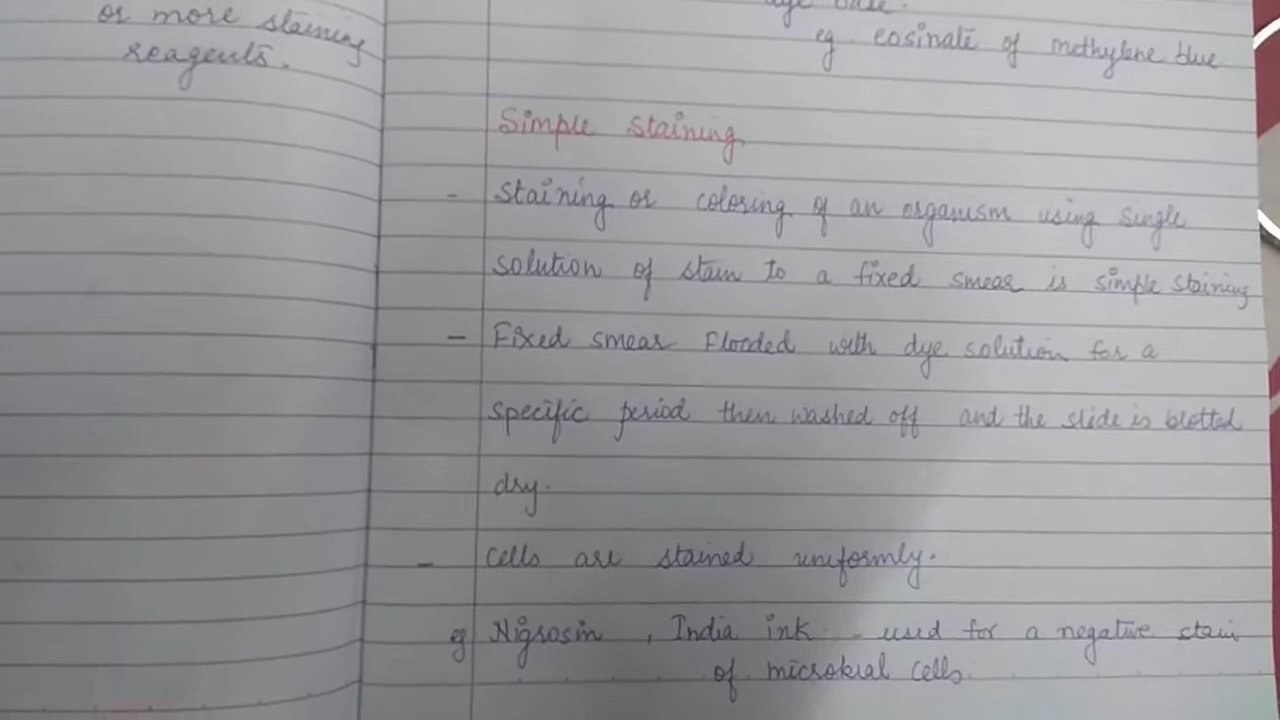 or more staining
reagents.
eg eosinate of methylene blue
Simple staining
- Staining or coloring of an organism using single
solution of stain to a fixed smear is simple staining
- Fixed smear Flooded with dye solution for a
specific period then washed off and the slide is blotted
dry.
- Cells are stained uniformly.
eg Nigrosin, India ink - used for a negative stain
of microbial cells.